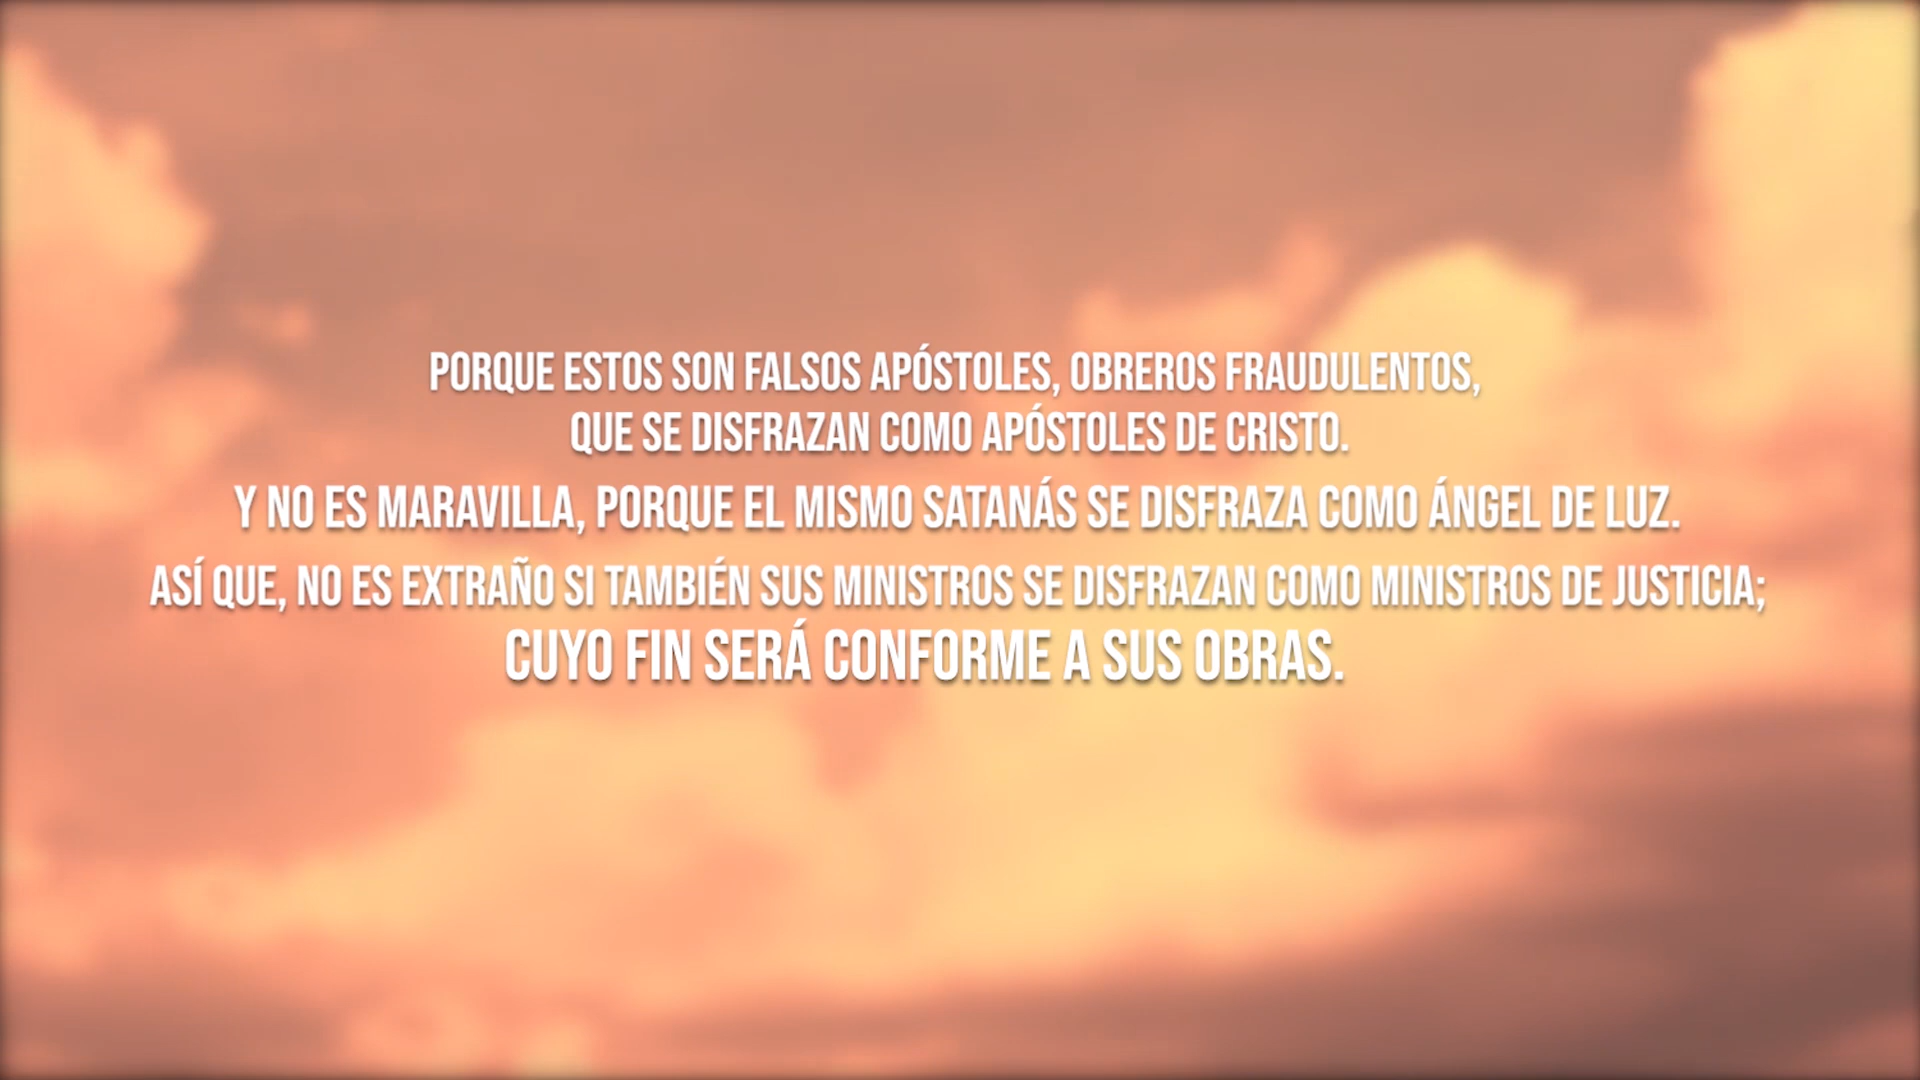 PORQUE ESTOS SON FALSOS APÓSTOLES, OBREROS FRAUDULENTOS,
QUE SE DISFRAZAN COMO APÓSTOLES DE CRISTO.
Y NO ES MARAVILLA, PORQUE EL MISMO SATANÁS SE DISFRAZA COMO ÁNGEL DE LUZ.
ASÍ QUE, NO ES EXTRAÑO SI TAMBIÉN SUS MINISTROS SE DISFRAZAN COMO MINISTROS DE JUSTICIA;
CUYO FIN SERÁ CONFORME A SUS OBRAS.